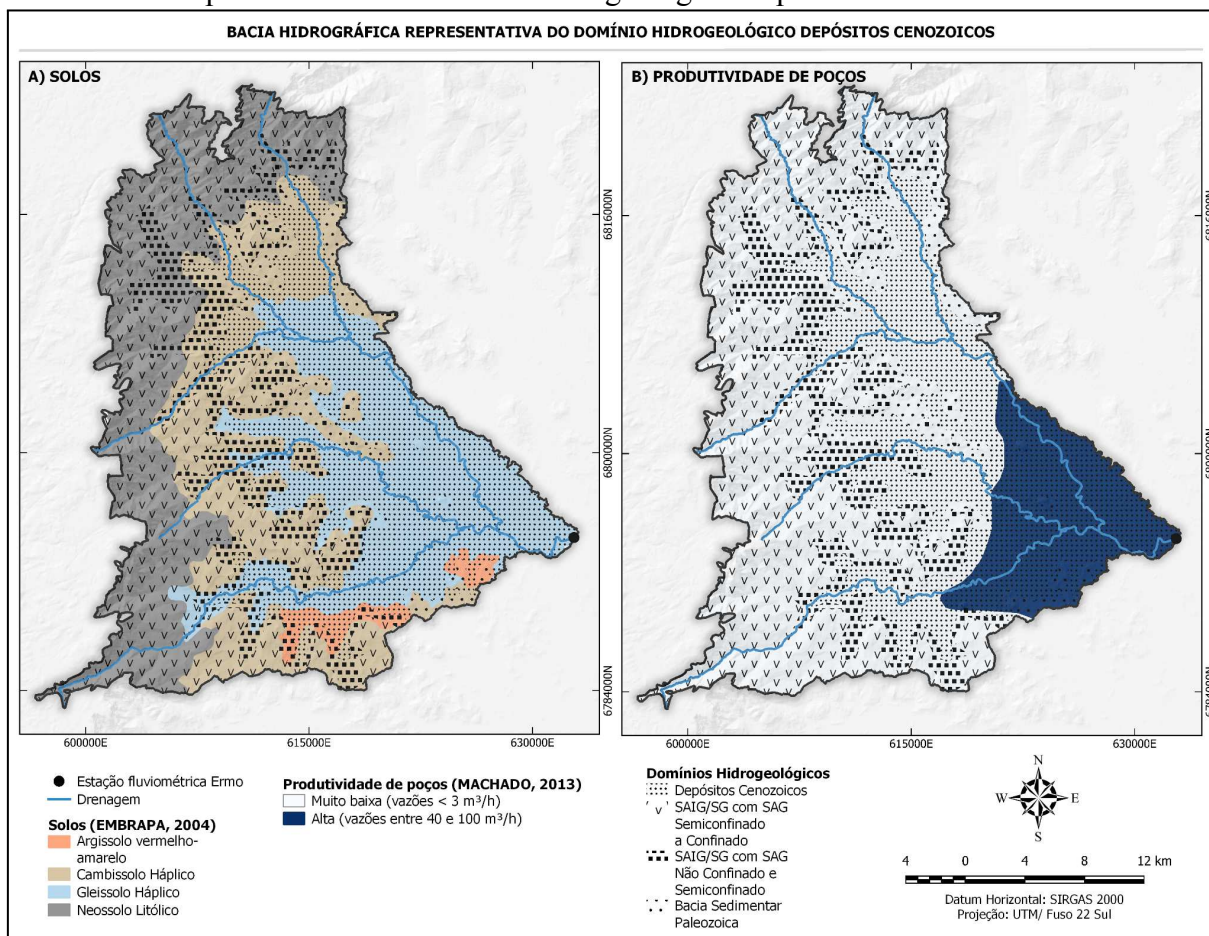 BACIA HIDROGRÁFICA REPRESENTATIVA DO DOMÍNIO HIDROGEOLÓGICO DEPÓSITOS CENOZOICOS
A) SOLOS
B) PRODUTIVIDADE DE POÇOS
6816000N
6800000N
6784000N
600000E
615000E
630000E
6816000N
6800000N
6784000N
600000E
615000E
630000E
Estação fluviométrica Ermo
Drenagem
Solos (EMBRAPA, 2004)
Argissolo vermelho-
amarelo
Cambissolo Háplico
Gleissolo Háplico
Neossolo Litólico
Produtividade de poços (MACHADO, 2013)
Muito baixa (vazões < 3 m³/h)
Alta (vazões entre 40 e 100 m³/h)
Domínios Hidrogeológicos
Depósitos Cenozoicos
SAIG/SG com SAG
Semiconfinado
a Confinado
SAIG/SG com SAG
Não Confinado e
Semiconfinado
Bacia Sedimentar
Paleozoica
N
W
E
S
4 0 4 8 12 km
Datum Horizontal: SIRGAS 2000
Projeção: UTM/ Fuso 22 Sul